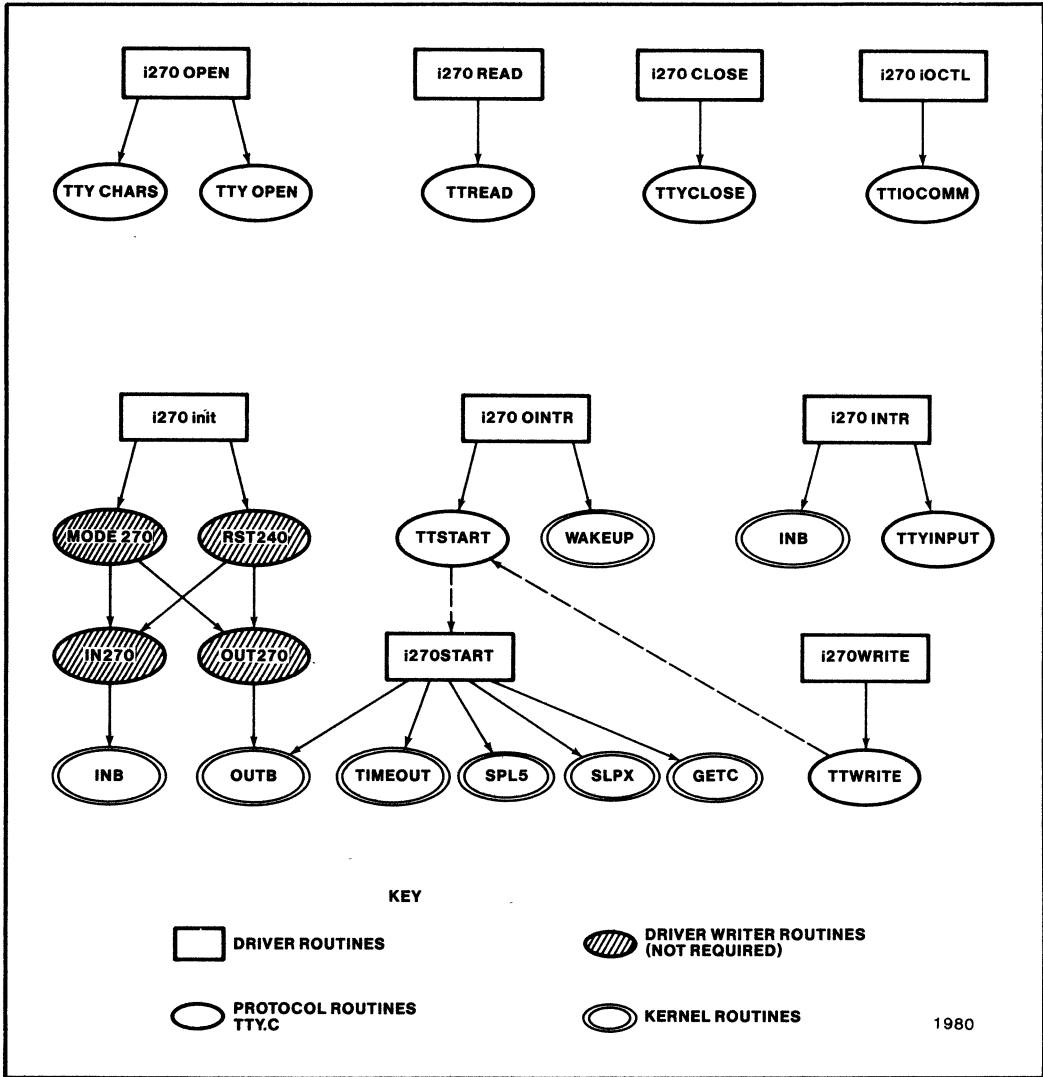 i270 OPEN
i270 READ
i270 CLOSE
i270 iOCTL
TTY CHARS
TTY OPEN
TTREAD
TTYCLOSE
TTIOCOMM
i270 init
i270 OINTR
i270 INTR
MODE 270
RST240
TTSTART
WAKEUP
INB
TTYINPUT
IN270
OUT270
i270START
i270WRITE
INB
OUTB
TIMEOUT
SPL5
SLPX
GETC
TTWRITE
KEY
DRIVER ROUTINES
DRIVER WRITER ROUTINES
(NOT REQUIRED)
PROTOCOL ROUTINES
TTY.C
KERNEL ROUTINES
1980